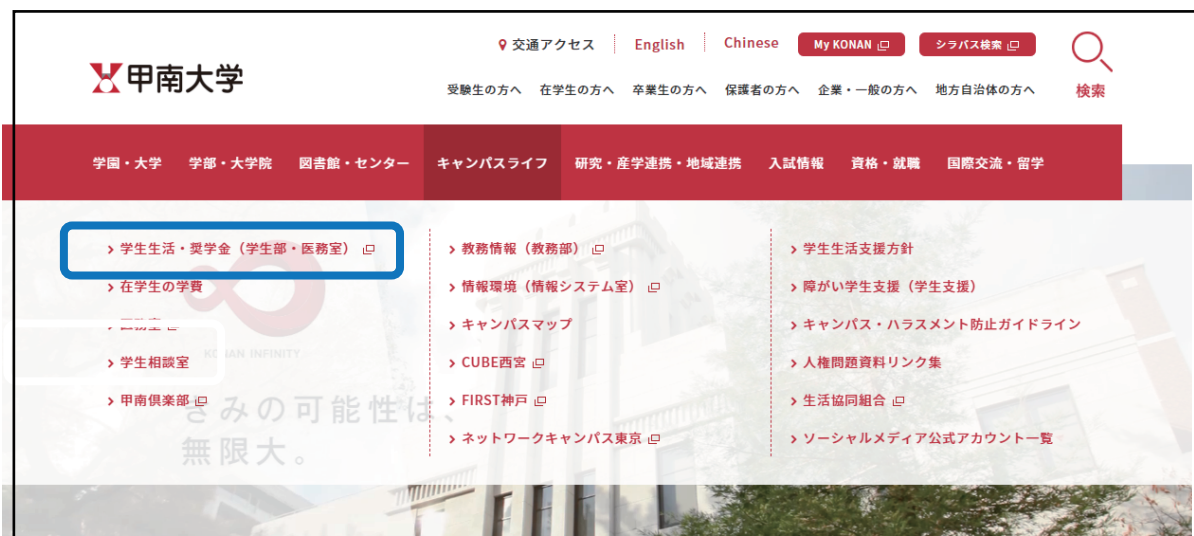 交通アクセス English Chinese My KONAN シラバス検索
甲南大学
受験生の方へ 在学生の方へ 卒業生の方へ 保護者の方へ 企業・一般の方へ 地方自治体の方へ 検索
学園・大学 学部・大学院 図書館・センター キャンパスライフ 研究・産学連携・地域連携 入試情報 資格・就職 国際交流・留学
学生生活・奨学金（学生部・医務室）
在学生の学費
学生相談室
甲南倶楽部
教務情報（教務部）
情報環境（情報システム室）
キャンパスマップ
CUBE西宮
FIRST神戸
ネットワークキャンパス東京
学生生活支援方針
障がい学生支援（学生支援）
キャンパス・ハラスメント防止ガイドライン
人権問題資料リンク集
生活協同組合
ソーシャルメディア公式アカウント一覧
KONAN INFINITY
きみの可能性は、
無限大。